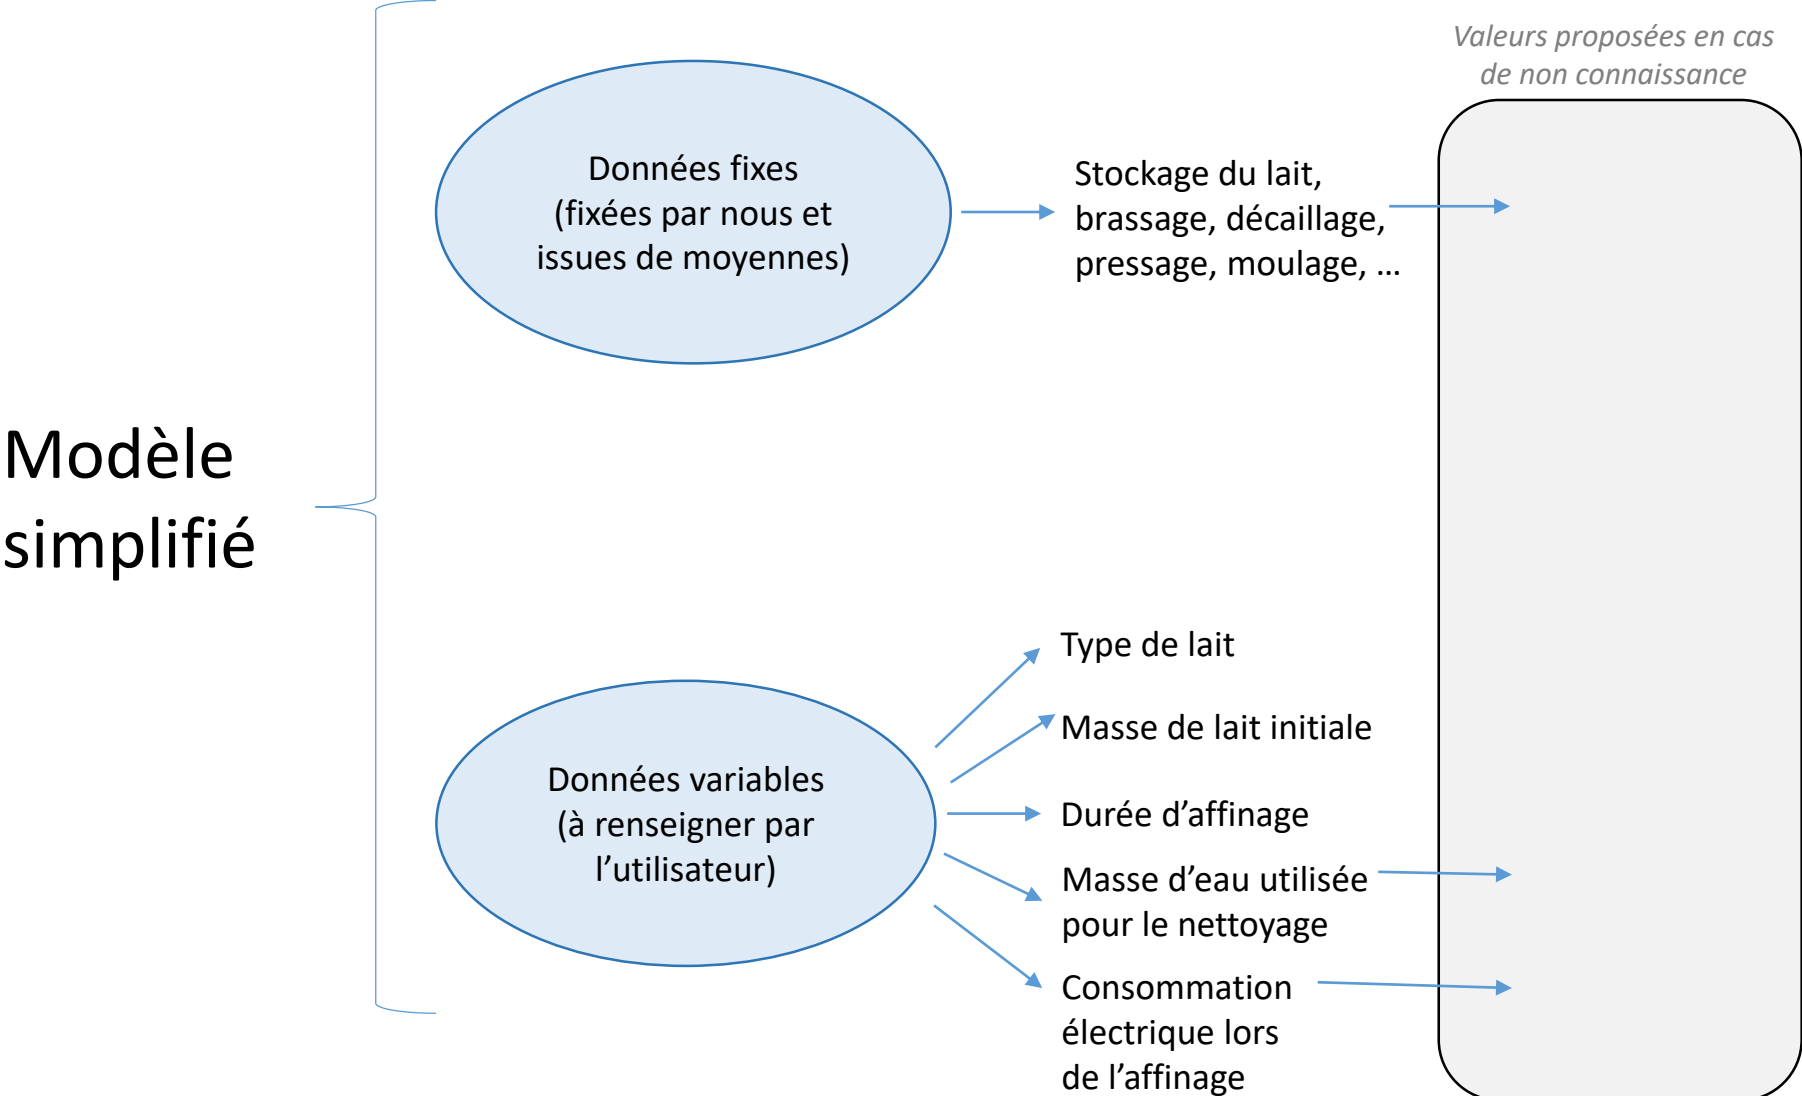 Valeurs proposées en cas
de non connaissance
Données fixes
(fixées par nous et
issues de moyennes)
Stockage du lait,
brassage, décaillage,
pressage, moulage, …
Modèle
simplifié
Données variables
(à renseigner par
l’utilisateur)
Type de lait
Masse de lait initiale
Durée d’affinage
Masse d’eau utilisée
pour le nettoyage
Consommation
électrique lors
de l’affinage